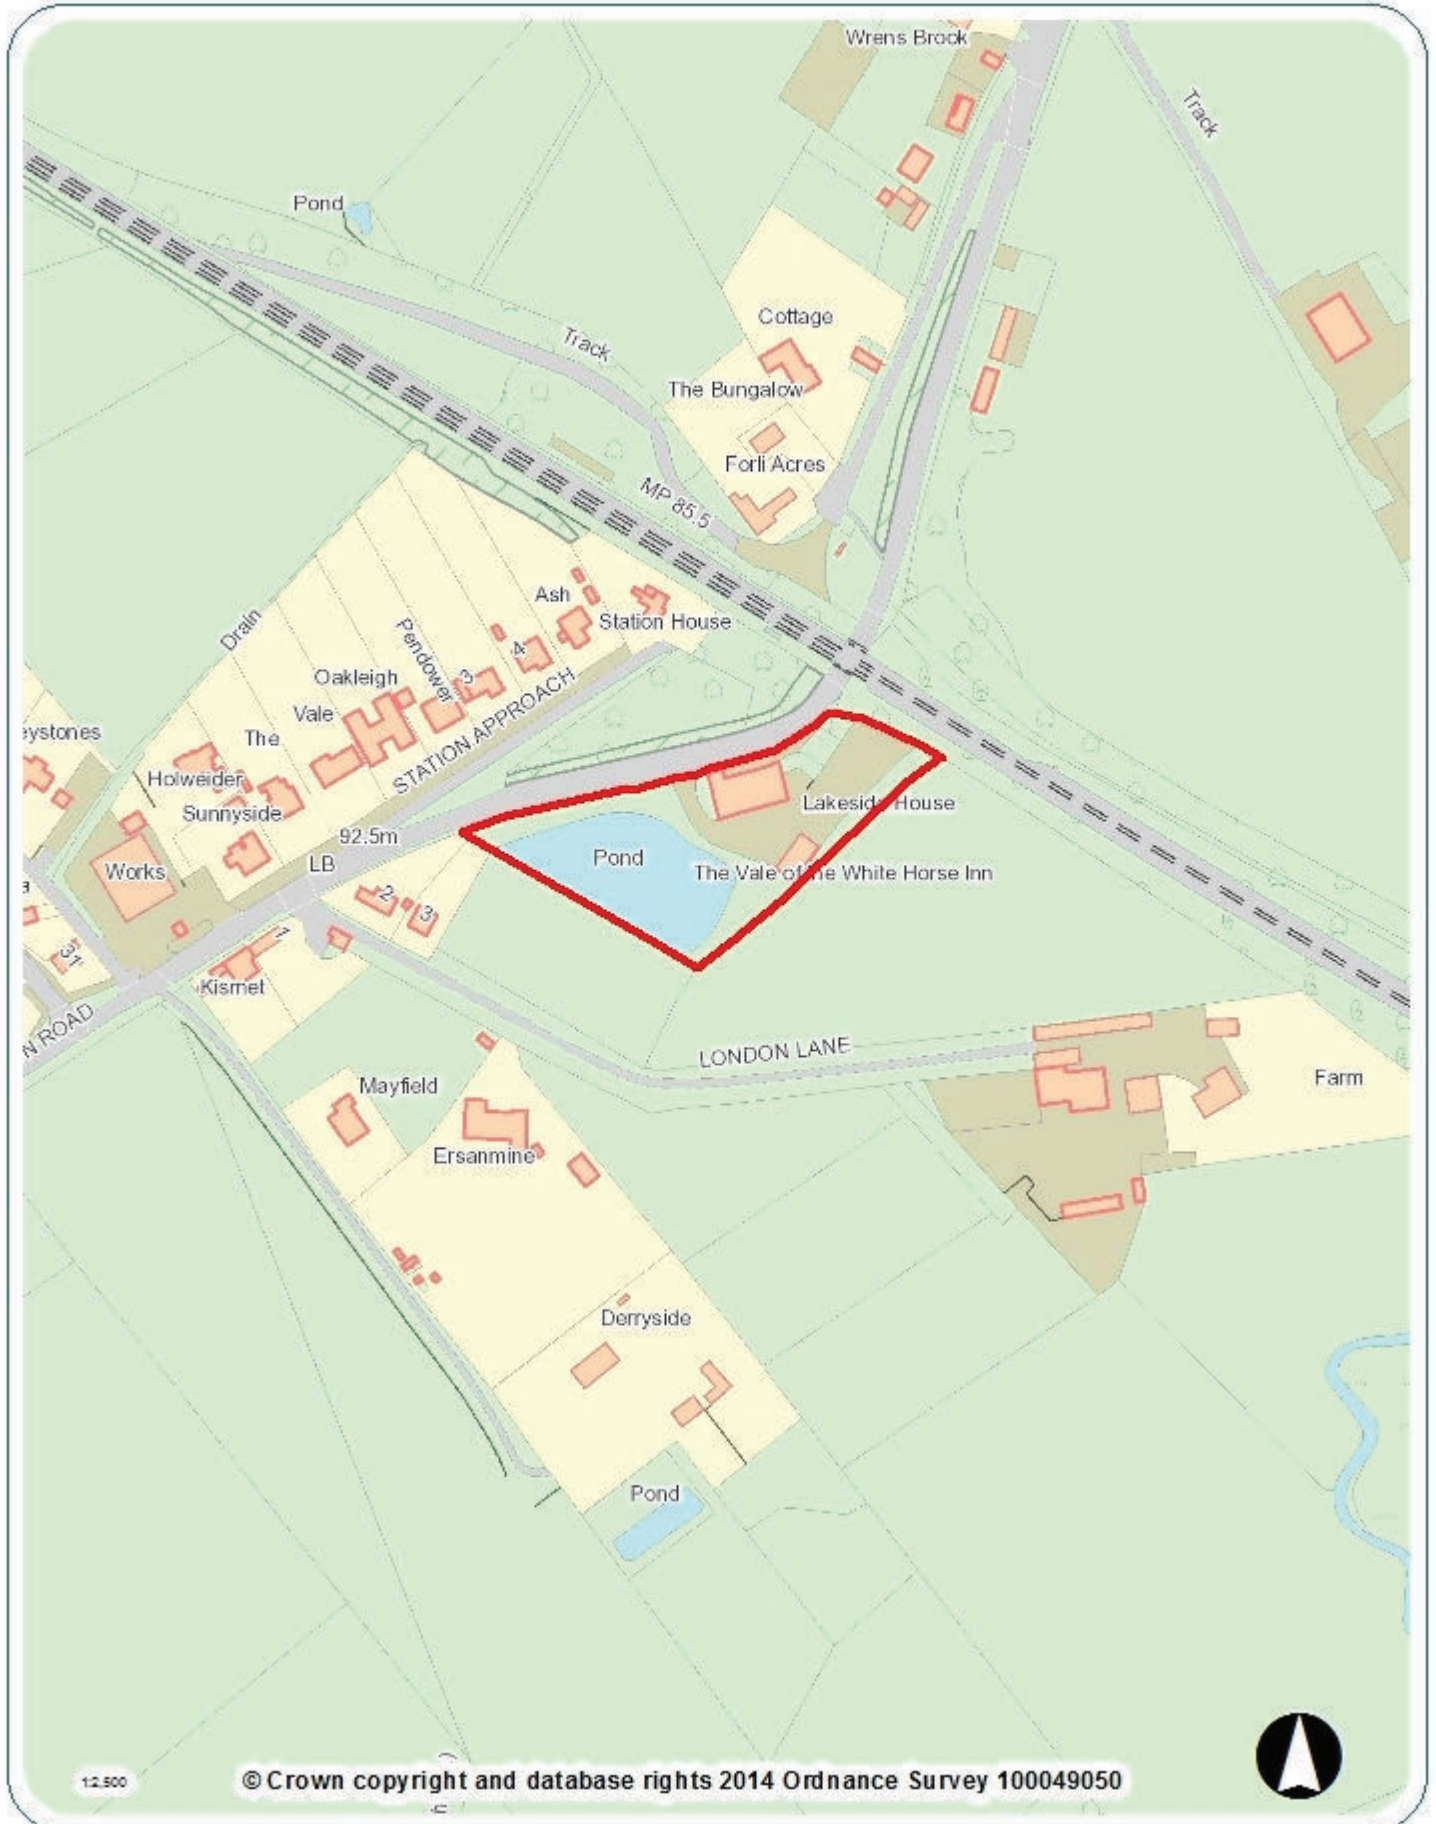 Wrens Brook
Track
Pond
Cottage
Track
The Bungalow
Forli Acres
MP 85.5
Ash
Station House
Drain
Pendower
4
3
Oakleigh
Vale
The
STATION APPROACH
eystones
Holweider
Sunnyside
Lakeside House
92.5m
LB
Pond
Works
The Vale of the White Horse Inn
a
2
3
1
31
Kismet
N ROAD
LONDON LANE
Mayfield
Farm
Ersanmine
Derryside
Pond
1:2,500
© Crown copyright and database rights 2014 Ordnance Survey 100049050